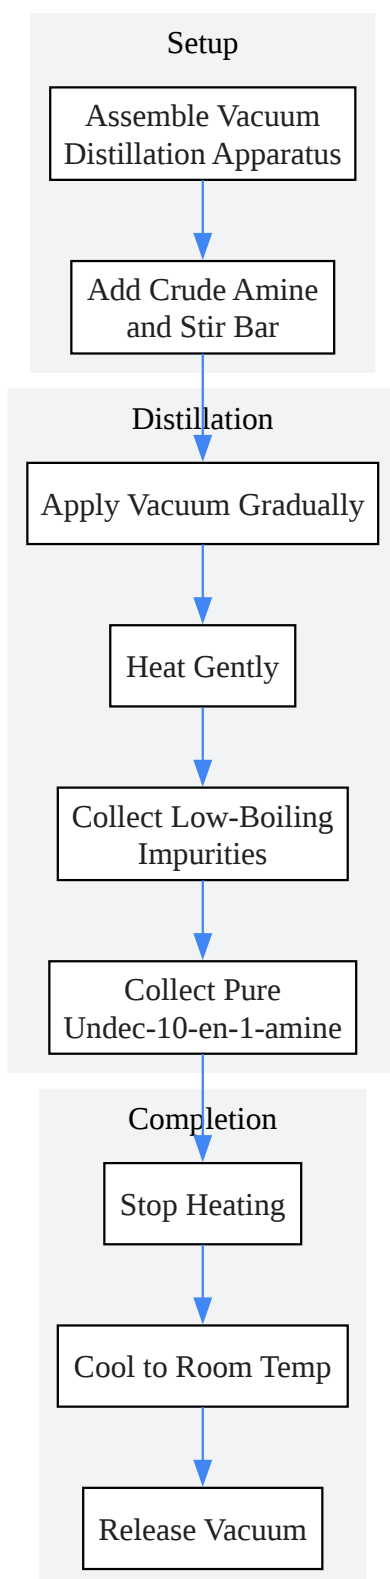 Setup
Assemble Vacuum
Distillation Apparatus
Add Crude Amine
and Stir Bar
Distillation
Apply Vacuum Gradually
Heat Gently
Collect Low-Boiling
Impurities
Collect Pure
Undec-10-en-1-amine
Completion
Stop Heating
Cool to Room Temp
Release Vacuum